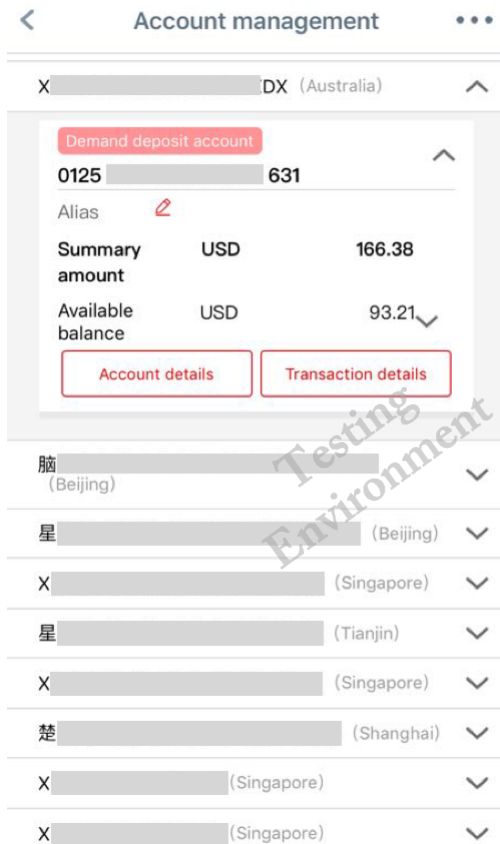 Account management
X DX (Australia)
Demand deposit account
0125 631
Alias
Summary USD 166.38
amount
Available USD 93.21
balance
Account details Transaction details
Testing
Environment
脑
(Beijing)
星 (Beijing)
X (Singapore)
星 (Tianjin)
X (Singapore)
楚 (Shanghai)
X (Singapore)
X (Singapore)